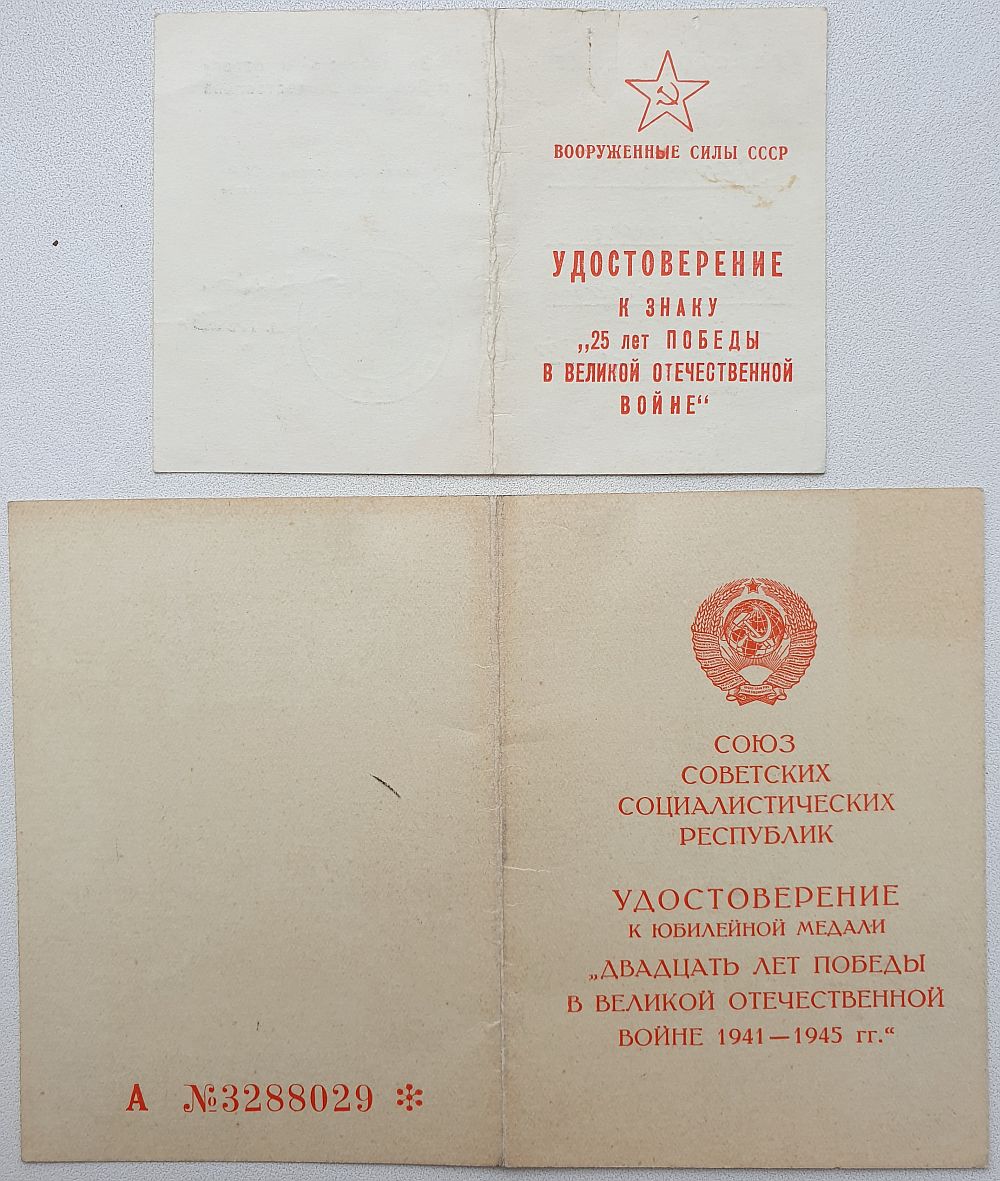 ВООРУЖЕННЫЕ СИЛЫ СССР
УДОСТОВЕРЕНИЕ
К ЗНАКУ
„25 лет ПОБЕДЫ
В ВЕЛИКОЙ ОТЕЧЕСТВЕННОЙ
ВОЙНЕ“
СОЮЗ
СОВЕТСКИХ
СОЦИАЛИСТИЧЕСКИХ
РЕСПУБЛИК
УДОСТОВЕРЕНИЕ
К ЮБИЛЕЙНОЙ МЕДАЛИ
„ДВАДЦАТЬ ЛЕТ ПОБЕДЫ
В ВЕЛИКОЙ ОТЕЧЕСТВЕННОЙ
ВОЙНЕ 1941—1945 гг.“
А №3288029